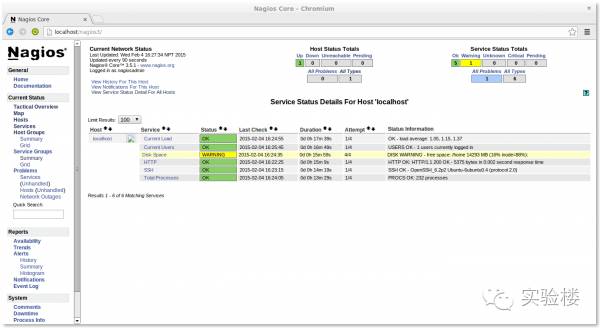 Nagios Core - Chromium
Nagios Core
localhost/nagios3/
Nagios®
General
Home
Documentation
Current Status
Tactical Overview
Map
Hosts
Services
Host Groups
Summary
Grid
Service Groups
Summary
Grid
Problems
Services
(Unhandled)
Hosts (Unhandled)
Network Outages
Quick Search
Reports
Availability
Trends
Alerts
History
Summary
Histogram
Notifications
Event Log
System
Comments
Downtime
Process Info
Current Network Status
Last Updated: Wed Feb 4 16:27:34 NPT 2015
Updated every 90 seconds
Nagios® Core™ 3.5.1 - www.nagios.org
Logged in as nagiosadmin
View History For This Host
View Notifications For This Host
View Service Status Detail For All Hosts
Host Status Totals
Up Down Unreachable Pending
1 0 0 0
All Problems All Types
0 1
Service Status Totals
Ok Warning Unknown Critical Pending
5 1 0 0 0
All Problems All Types
1 6
Service Status Details For Host 'localhost'
Limit Results: 100
Host Service Status Last Check Duration Attempt Status Information
localhost Current Load OK 2015-02-04 16:24:55 0d 0h 17m 39s 1/4 OK - load average: 1.05, 1.15, 1.37
Current Users OK 2015-02-04 16:25:45 0d 0h 16m 49s 1/4 USERS OK - 3 users currently logged in
Disk Space WARNING 2015-02-04 16:24:35 0d 0h 15m 59s 4/4 DISK WARNING - free space: /home 14293 MB (16% inode=88%):
HTTP OK 2015-02-04 16:22:25 0d 0h 15m 9s 1/4 HTTP OK: HTTP/1.1 200 OK - 5375 bytes in 0.002 second response time
SSH OK 2015-02-04 16:23:15 0d 0h 14m 19s 1/4 SSH OK - OpenSSH_6.2p2 Ubuntu-6ubuntu0.4 (protocol 2.0)
Total Processes OK 2015-02-04 16:24:05 0d 0h 13m 29s 1/4 PROCS OK: 232 processes
Results 1 - 6 of 6 Matching Services
实验楼